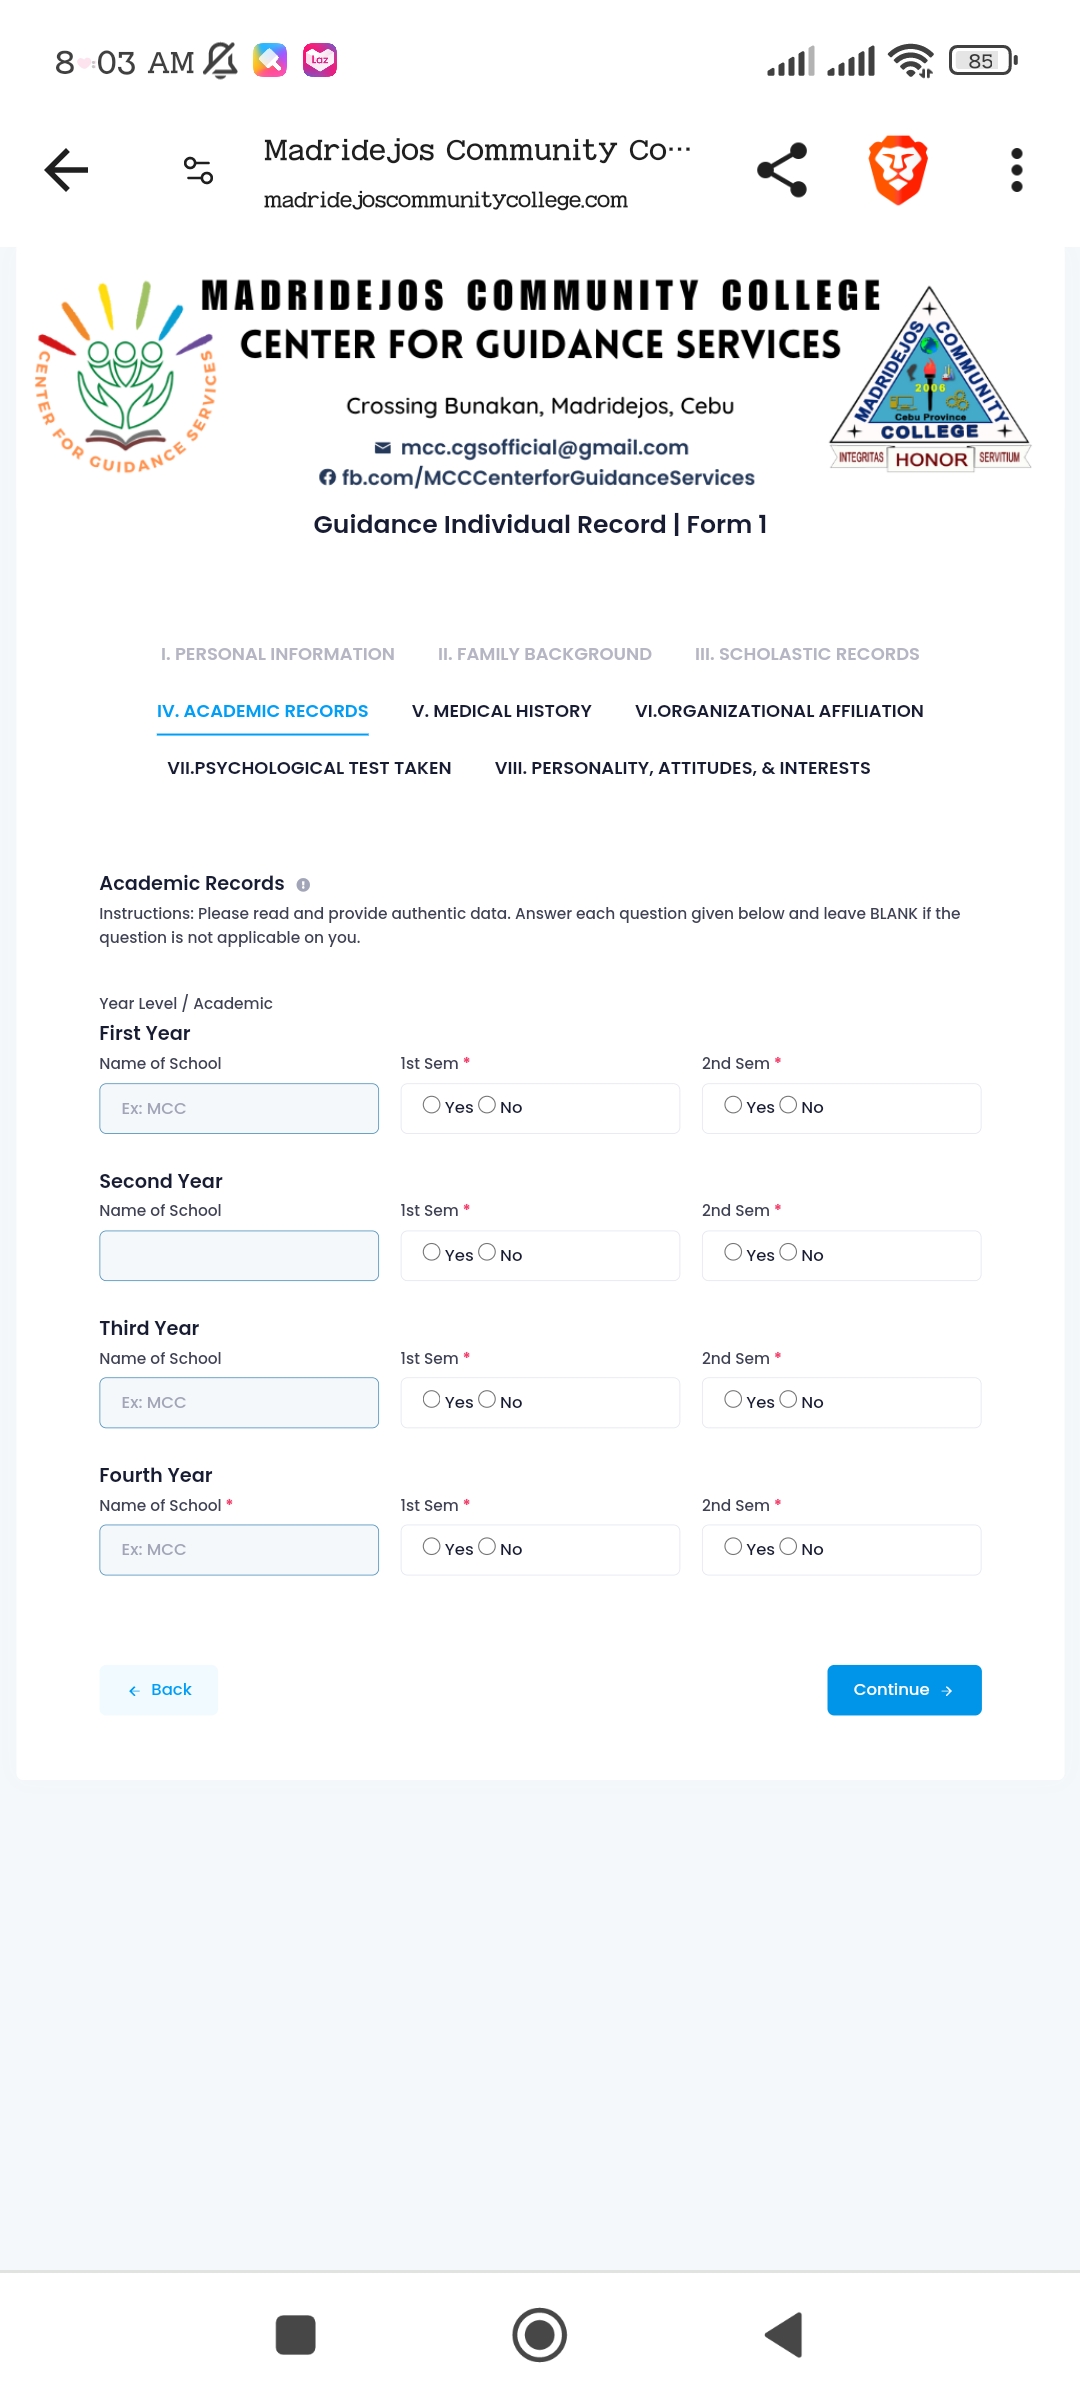 8:03 AM
Laz
85
Madridejos Community Co...
madridejoscommunitycollege.com
CENTER FOR GUIDANCE SERVICES
MADRIDEJOS COMMUNITY COLLEGE
CENTER FOR GUIDANCE SERVICES
Crossing Bunakan, Madridejos, Cebu
mcc.cgsofficial@gmail.com
fb.com/MCCCenterforGuidanceServices
MADRIDEJOS COMMUNITY COLLEGE
2006
Cebu Province
INTEGRITAS HONOR SERVITIUM
Guidance Individual Record | Form 1
I. PERSONAL INFORMATION II. FAMILY BACKGROUND III. SCHOLASTIC RECORDS
IV. ACADEMIC RECORDS V. MEDICAL HISTORY VI.ORGANIZATIONAL AFFILIATION
VII.PSYCHOLOGICAL TEST TAKEN VIII. PERSONALITY, ATTITUDES, & INTERESTS
Academic Records
Instructions: Please read and provide authentic data. Answer each question given below and leave BLANK if the
question is not applicable on you.
Year Level / Academic
First Year
Name of School 1st Sem * 2nd Sem *
Ex: MCC Yes No Yes No
Second Year
Name of School 1st Sem * 2nd Sem *
Yes No Yes No
Third Year
Name of School 1st Sem * 2nd Sem *
Ex: MCC Yes No Yes No
Fourth Year
Name of School * 1st Sem * 2nd Sem *
Ex: MCC Yes No Yes No
← Back Continue →